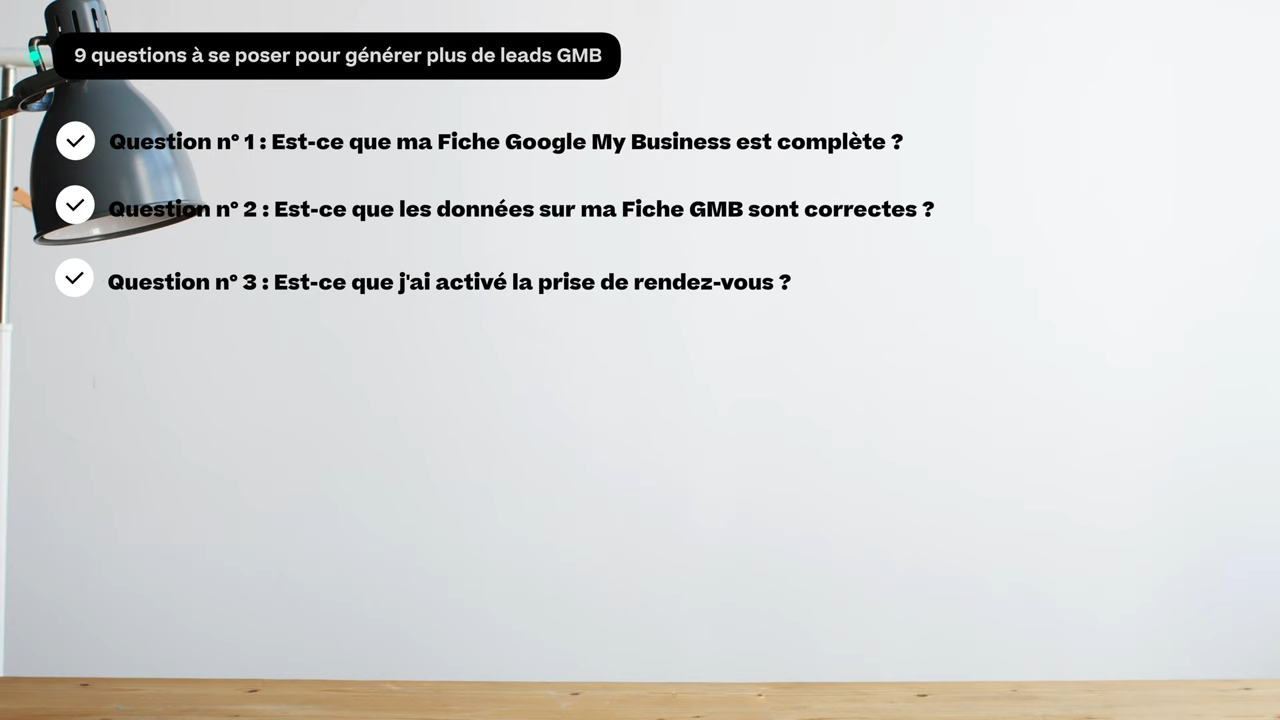 9 questions à se poser pour générer plus de leads GMB
Question n° 1 : Est-ce que ma Fiche Google My Business est complète ?
Question n° 2 : Est-ce que les données sur ma Fiche GMB sont correctes ?
Question n° 3 : Est-ce que j'ai activé la prise de rendez-vous ?